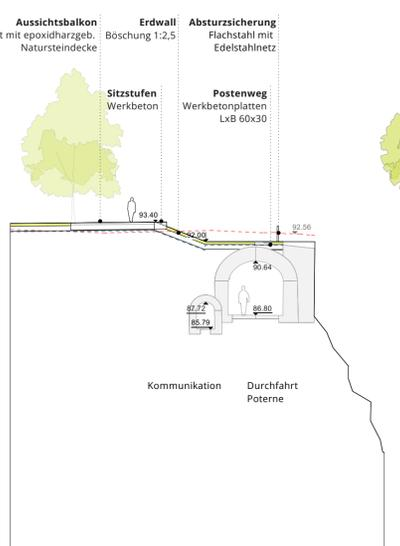 Aussichtsbalkon
t mit epoxidharzgeb.
Natursteindecke
Erdwall
Böschung 1:2,5
Absturzsicherung
Flachstahl mit
Edelstahlnetz
Sitzstufen
Werkbeton
Postenweg
Werkbetonplatten
LxB 60x30
93.40
92.00
92.56
90.64
87.72
86.80
85.79
Kommunikation
Durchfahrt
Poterne